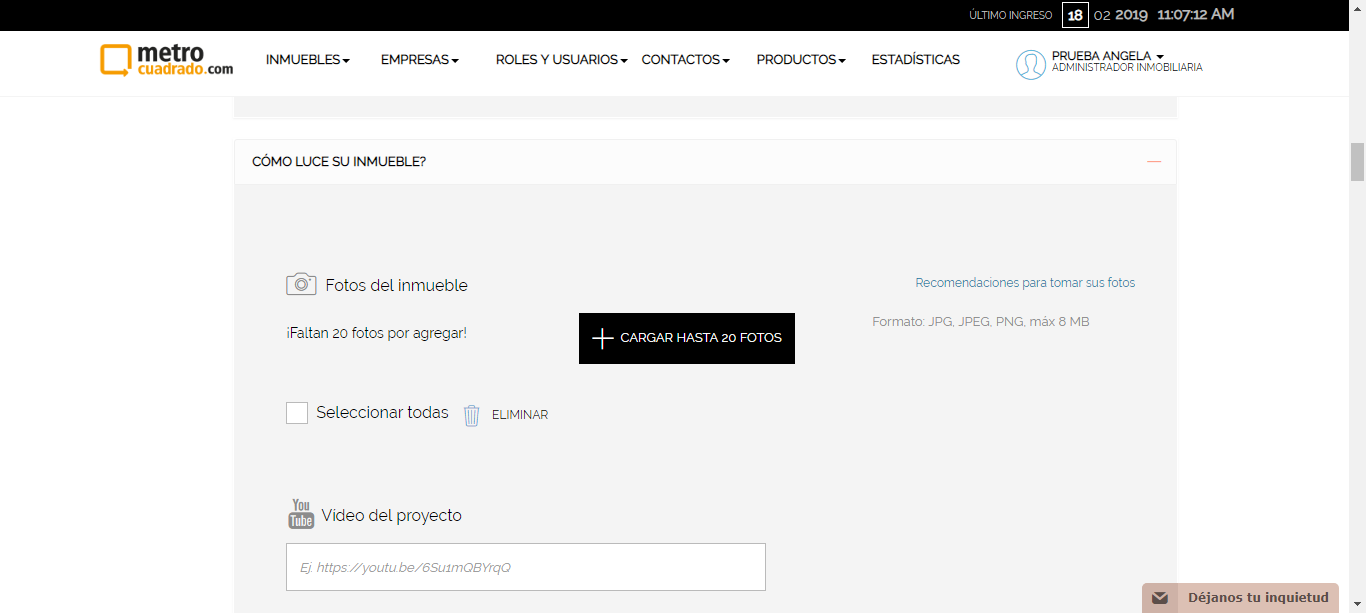 ÚLTIMO INGRESO 18 02 2019 11:07:12 AM
metro
cuadrado.com
INMUEBLES EMPRESAS ROLES Y USUARIOS CONTACTOS PRODUCTOS ESTADÍSTICAS
PRUEBA ANGELA
ADMINISTRADOR INMOBILIARIA
CÓMO LUCE SU INMUEBLE?
Fotos del inmueble
Recomendaciones para tomar sus fotos
¡Faltan 20 fotos por agregar!
CARGAR HASTA 20 FOTOS
Formato: JPG, JPEG, PNG, máx 8 MB
Seleccionar todas
ELIMINAR
You
Tube
Video del proyecto
Ej. https://youtu.be/6Su1mQBYrqQ
Déjanos tu inquietud